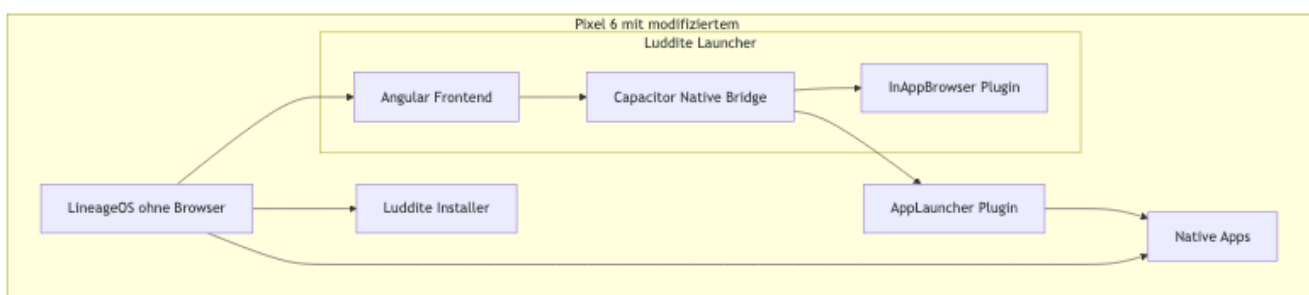 Pixel 6 mit modifiziertem
Luddite Launcher
Angular Frontend
Capacitor Native Bridge
InAppBrowser Plugin
LineageOS ohne Browser
Luddite Installer
AppLauncher Plugin
Native Apps